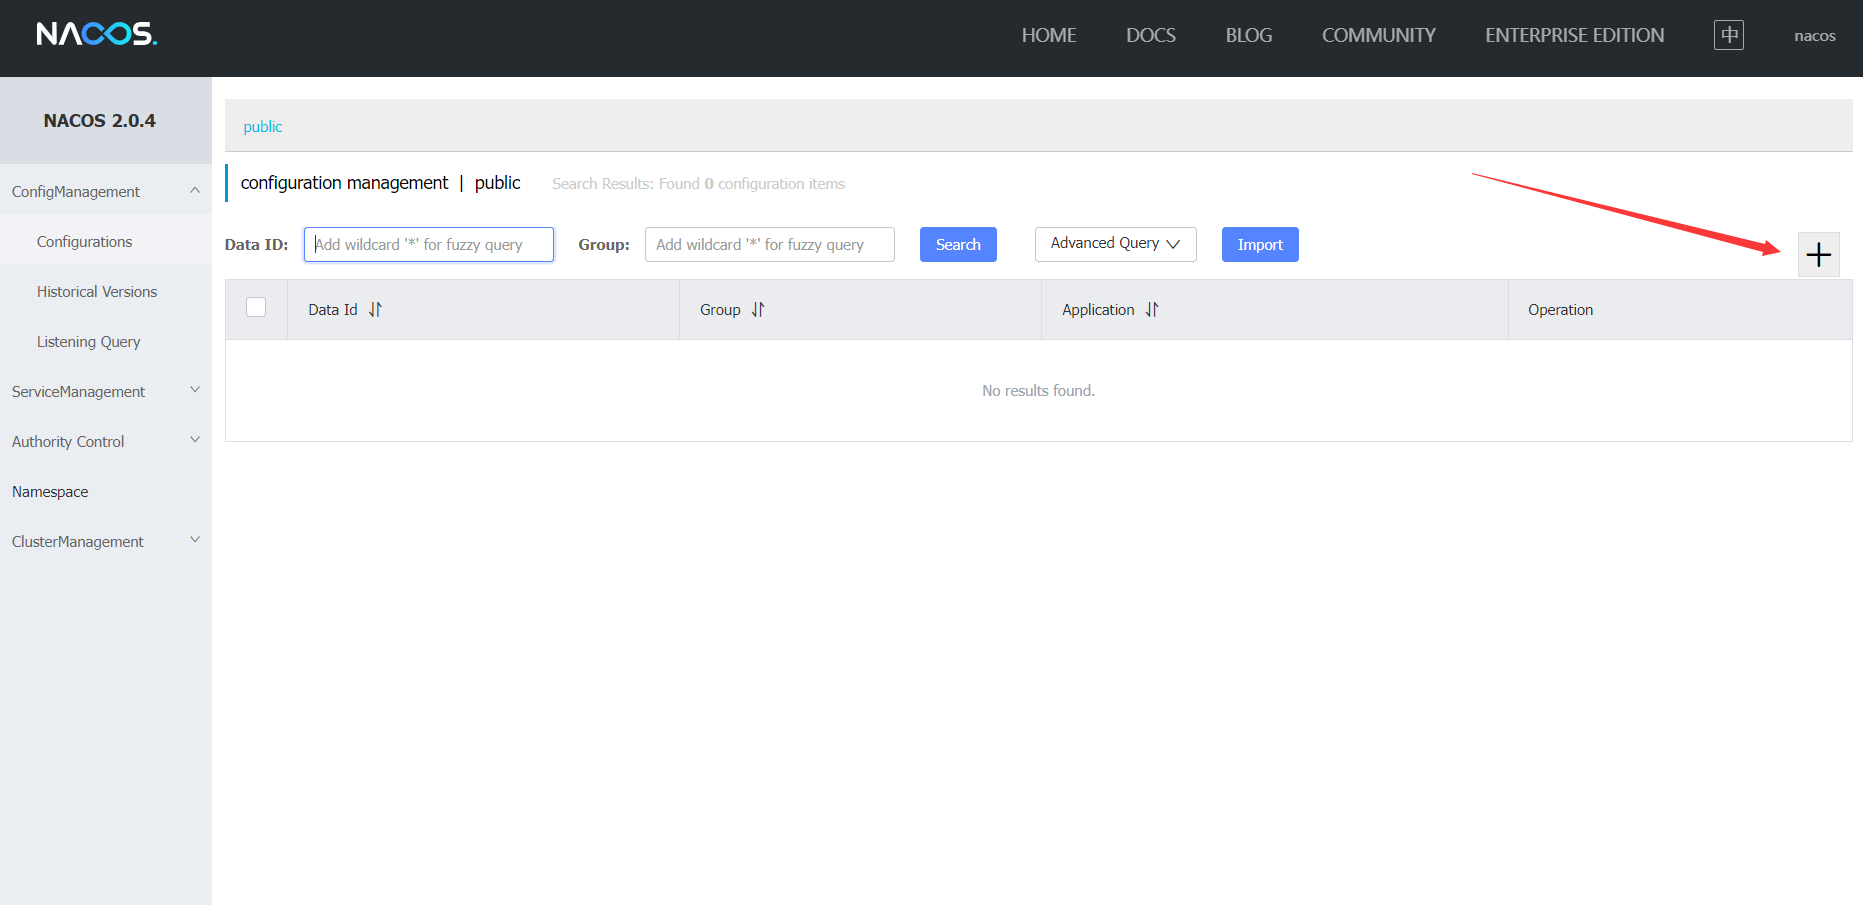 NACOS.
HOME DOCS BLOG COMMUNITY ENTERPRISE EDITION 中 nacos
NACOS 2.0.4
ConfigManagement
Configurations
Historical Versions
Listening Query
ServiceManagement
Authority Control
Namespace
ClusterManagement
public
configuration management | public Search Results: Found 0 configuration items
Data ID: Add wildcard '*' for fuzzy query Group: Add wildcard '*' for fuzzy query Search Advanced Query Import
Data Id Group Application Operation
No results found.